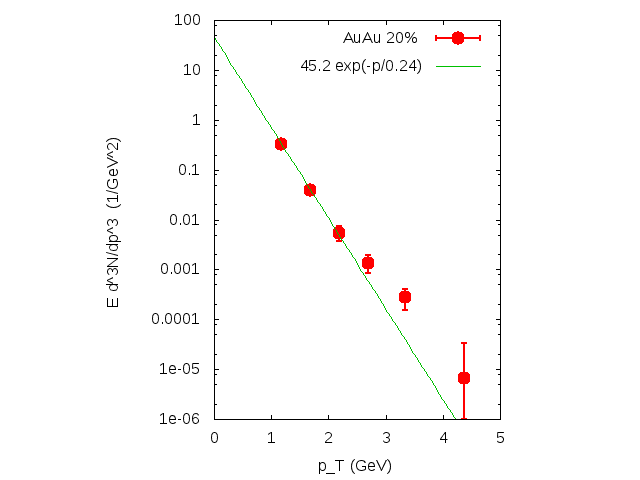 100
10
1
0.1
0.01
0.001
0.0001
1e-05
1e-06
E d^3N/dp^3  (1/GeV^2)
AuAu 20%
45.2 exp(-p/0.24)
0 1 2 3 4 5
p_T (GeV)